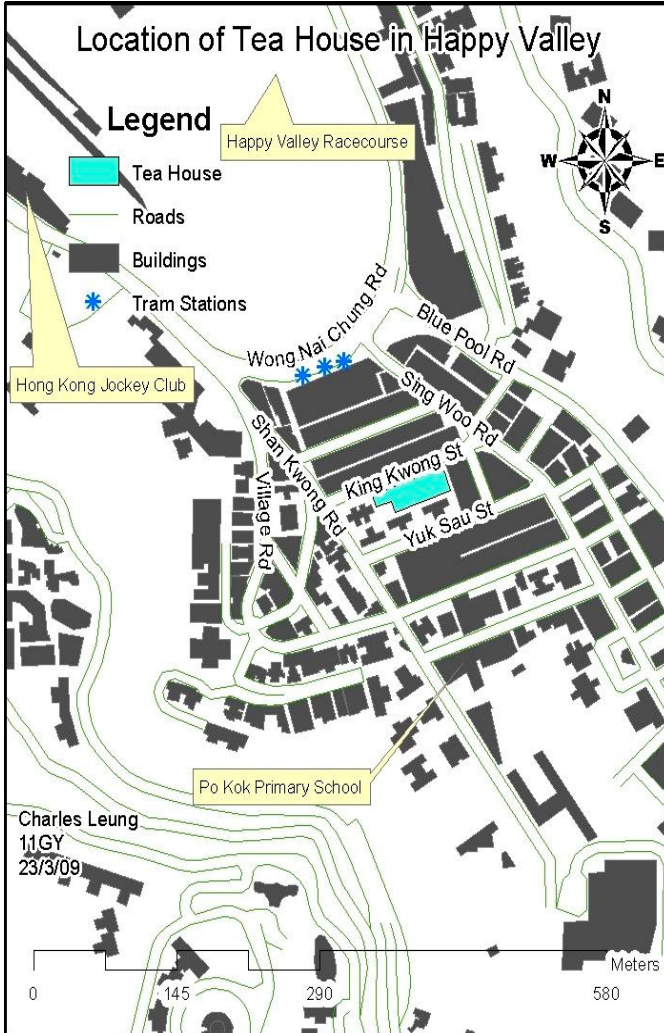 Location of Tea House in Happy Valley
Legend
Happy Valley Racecourse
Tea House
Roads
Buildings
Tram Stations
N
W
E
S
Hong Kong Jockey Club
Wong Nai Chung Rd
Blue Pool Rd
Sing Woo Rd
Shan Kwong Rd
Village Rd
King Kwong St
Yuk Sau St
Po Kok Primary School
Charles Leung
11GY
23/3/09
Meters
0
145
290
580